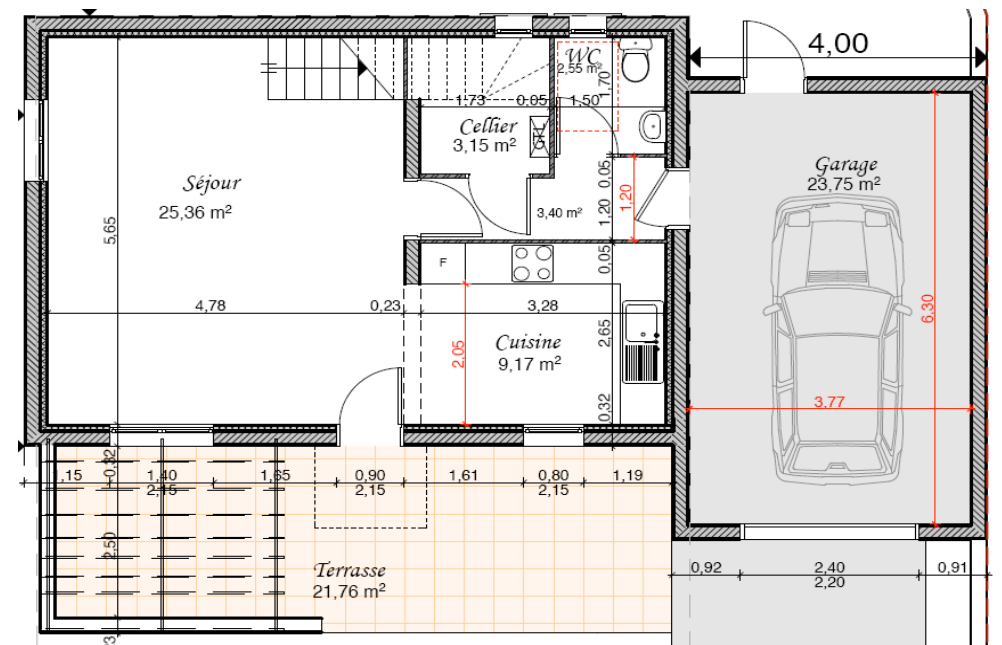 4,00
WC
2,55 m²
1,70
1,73
0,05
1,50
Cellier
3,15 m²
GTL
Garage
23,75 m²
Séjour
25,36 m²
0,05
1,20
1,20
3,40 m²
5,65
F
0,05
4,78
0,23
3,28
6,30
2,65
Cuisine
9,17 m²
2,05
3,77
0,32
0,32
1,15
1,40
2,15
1,65
0,90
2,15
1,61
0,80
2,15
1,19
2,50
Terrasse
21,76 m²
0,92
2,40
2,20
0,91